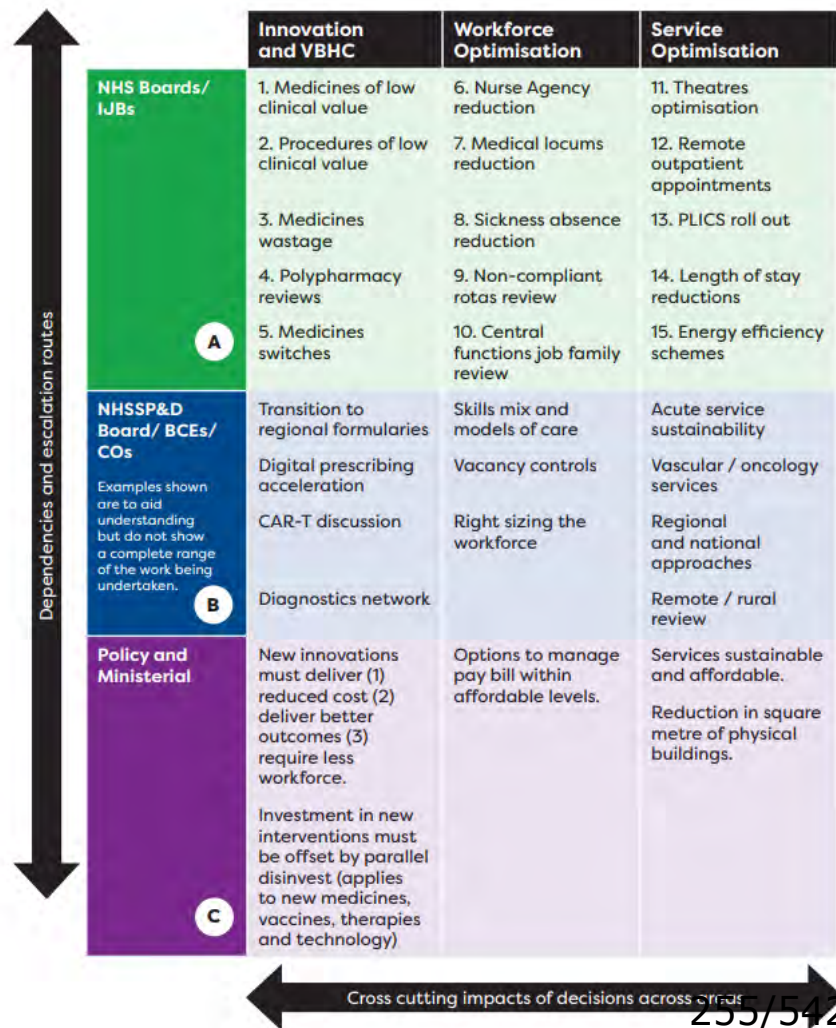 Innovation
and VBHC
Workforce
Optimisation
Service
Optimisation
NHS Boards/
IJBs
A
1. Medicines of low
clinical value
2. Procedures of low
clinical value
3. Medicines
wastage
4. Polypharmacy
reviews
5. Medicines
switches
6. Nurse Agency
reduction
7. Medical locums
reduction
8. Sickness absence
reduction
9. Non-compliant
rotas review
10. Central
functions job family
review
11. Theatres
optimisation
12. Remote
outpatient
appointments
13. PLICS roll out
14. Length of stay
reductions
15. Energy efficiency
schemes
NHSSP&D
Board/ BCEs/
COs
Examples shown
are to aid
understanding
but do not show
a complete range
of the work being
undertaken.
B
Transition to
regional formularies
Digital prescribing
acceleration
CAR-T discussion
Diagnostics network
Skills mix and
models of care
Vacancy controls
Right sizing the
workforce
Acute service
sustainability
Vascular / oncology
services
Regional
and national
approaches
Remote / rural
review
Policy and
Ministerial
C
New innovations
must deliver (1)
reduced cost (2)
deliver better
outcomes (3)
require less
workforce.
Investment in new
interventions must
be offset by parallel
disinvest (applies
to new medicines,
vaccines, therapies
and technology)
Options to manage
pay bill within
affordable levels.
Services sustainable
and affordable.
Reduction in square
metre of physical
buildings.
Dependencies and escalation routes
Cross cutting impacts of decisions across areas
255/542